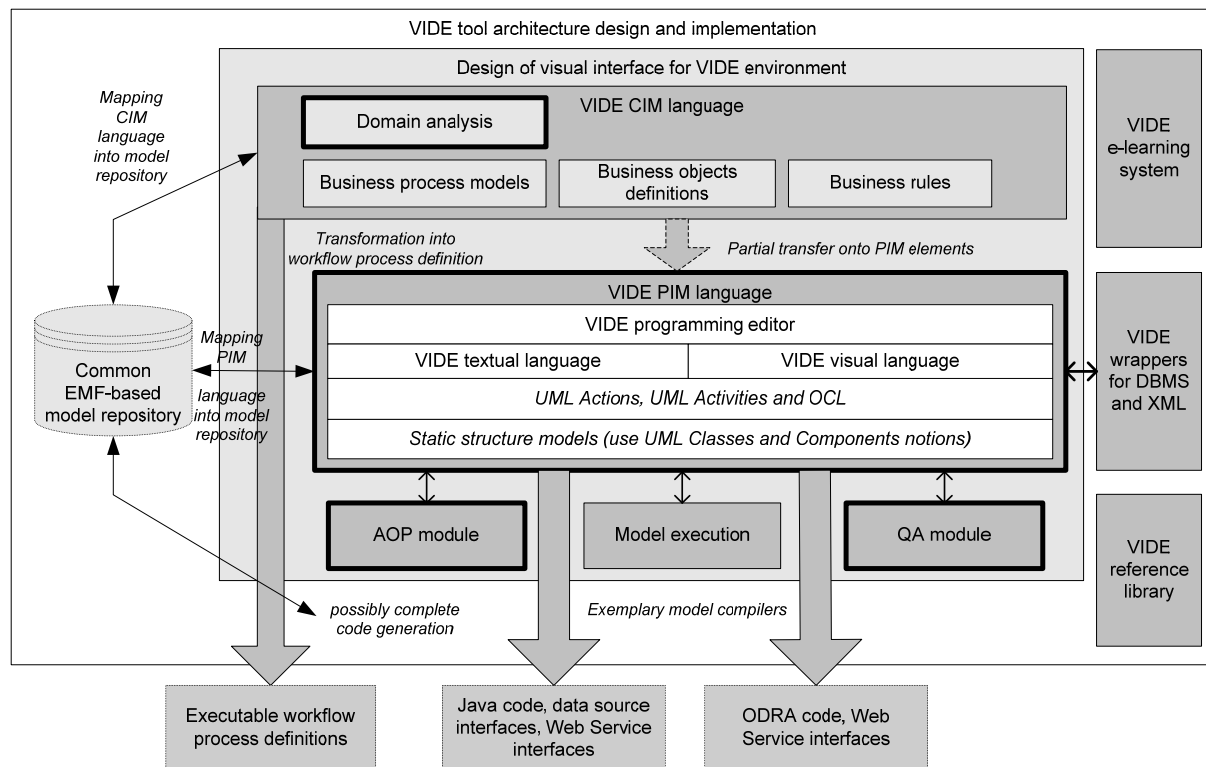 VIDE tool architecture design and implementation
Design of visual interface for VIDE environment
VIDE CIM language
Domain analysis
Business process models
Business objects
definitions
Business rules
Mapping
CIM
language
into model
repository
Transformation into
workflow process definition
Partial transfer onto PIM elements
VIDE PIM language
VIDE programming editor
VIDE textual language
VIDE visual language
UML Actions, UML Activities and OCL
Static structure models (use UML Classes and Components notions)
Common
EMF-based
model repository
Mapping
PIM
language
into model
repository
AOP module
Model execution
QA module
possibly complete
code generation
Exemplary model compilers
VIDE
e-learning
system
VIDE
wrappers
for DBMS
and XML
VIDE
reference
library
Executable workflow
process definitions
Java code, data source
interfaces, Web Service
interfaces
ODRA code, Web
Service interfaces